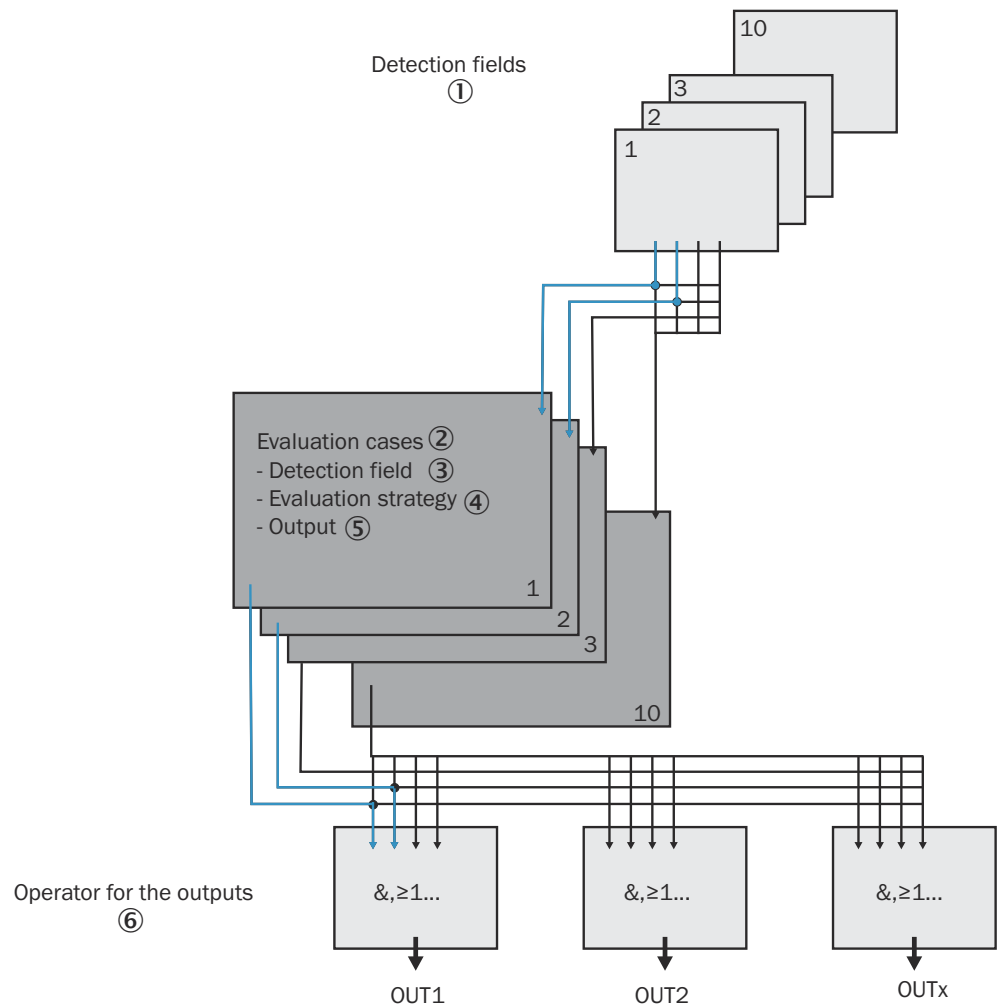 10
3
2
1
Detection fields
①
Evaluation cases ②
- Detection field ③
- Evaluation strategy ④
- Output ⑤
1
2
3
10
Operator for the outputs
⑥
&,≥1...
&,≥1...
&,≥1...
OUT1
OUT2
OUTx